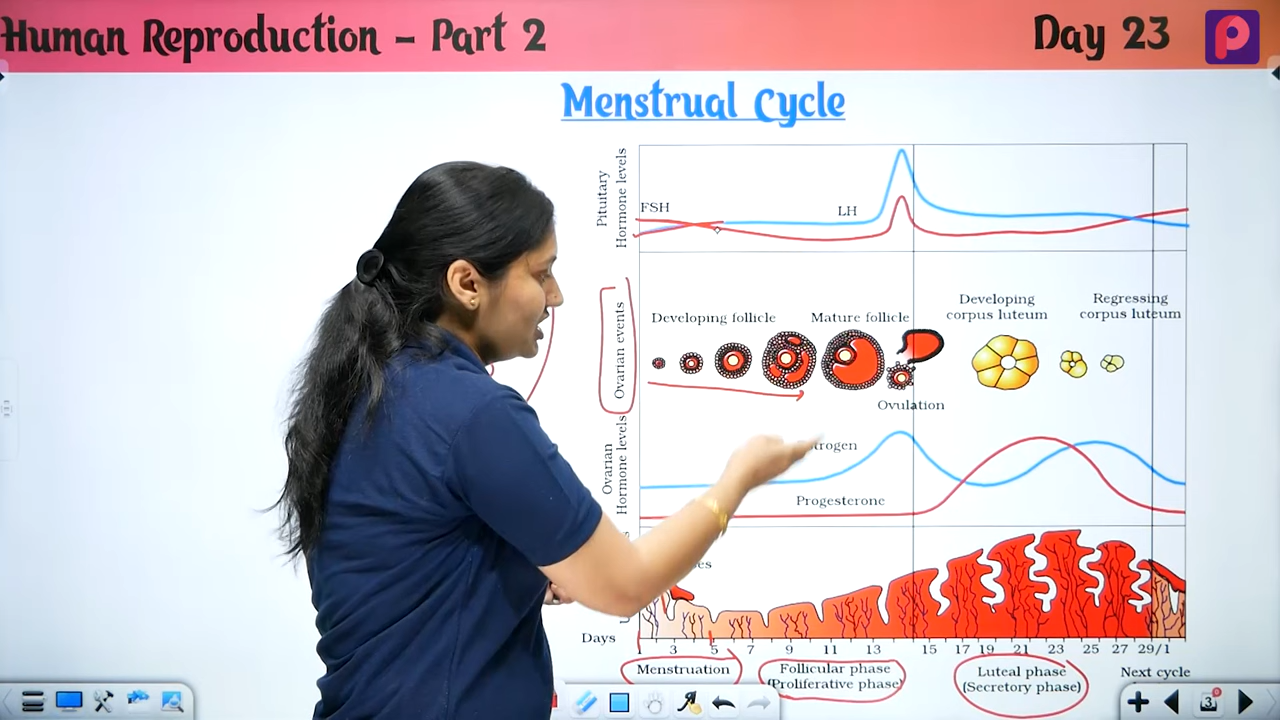 Human Reproduction – Part 2
Day 23
Menstrual Cycle
Pituitary
Hormone levels
FSH
LH
Ovarian events
Developing follicle
Mature follicle
Developing
corpus luteum
Regressing
corpus luteum
Ovulation
Ovarian
Hormone levels
trogen
Progesterone
Days
1 3 5 7 9 11 13 15 17 19 21 23 25 27 29/1
Menstruation
Follicular phase
(Proliferative phase)
Luteal phase
(Secretory phase)
Next cycle
3